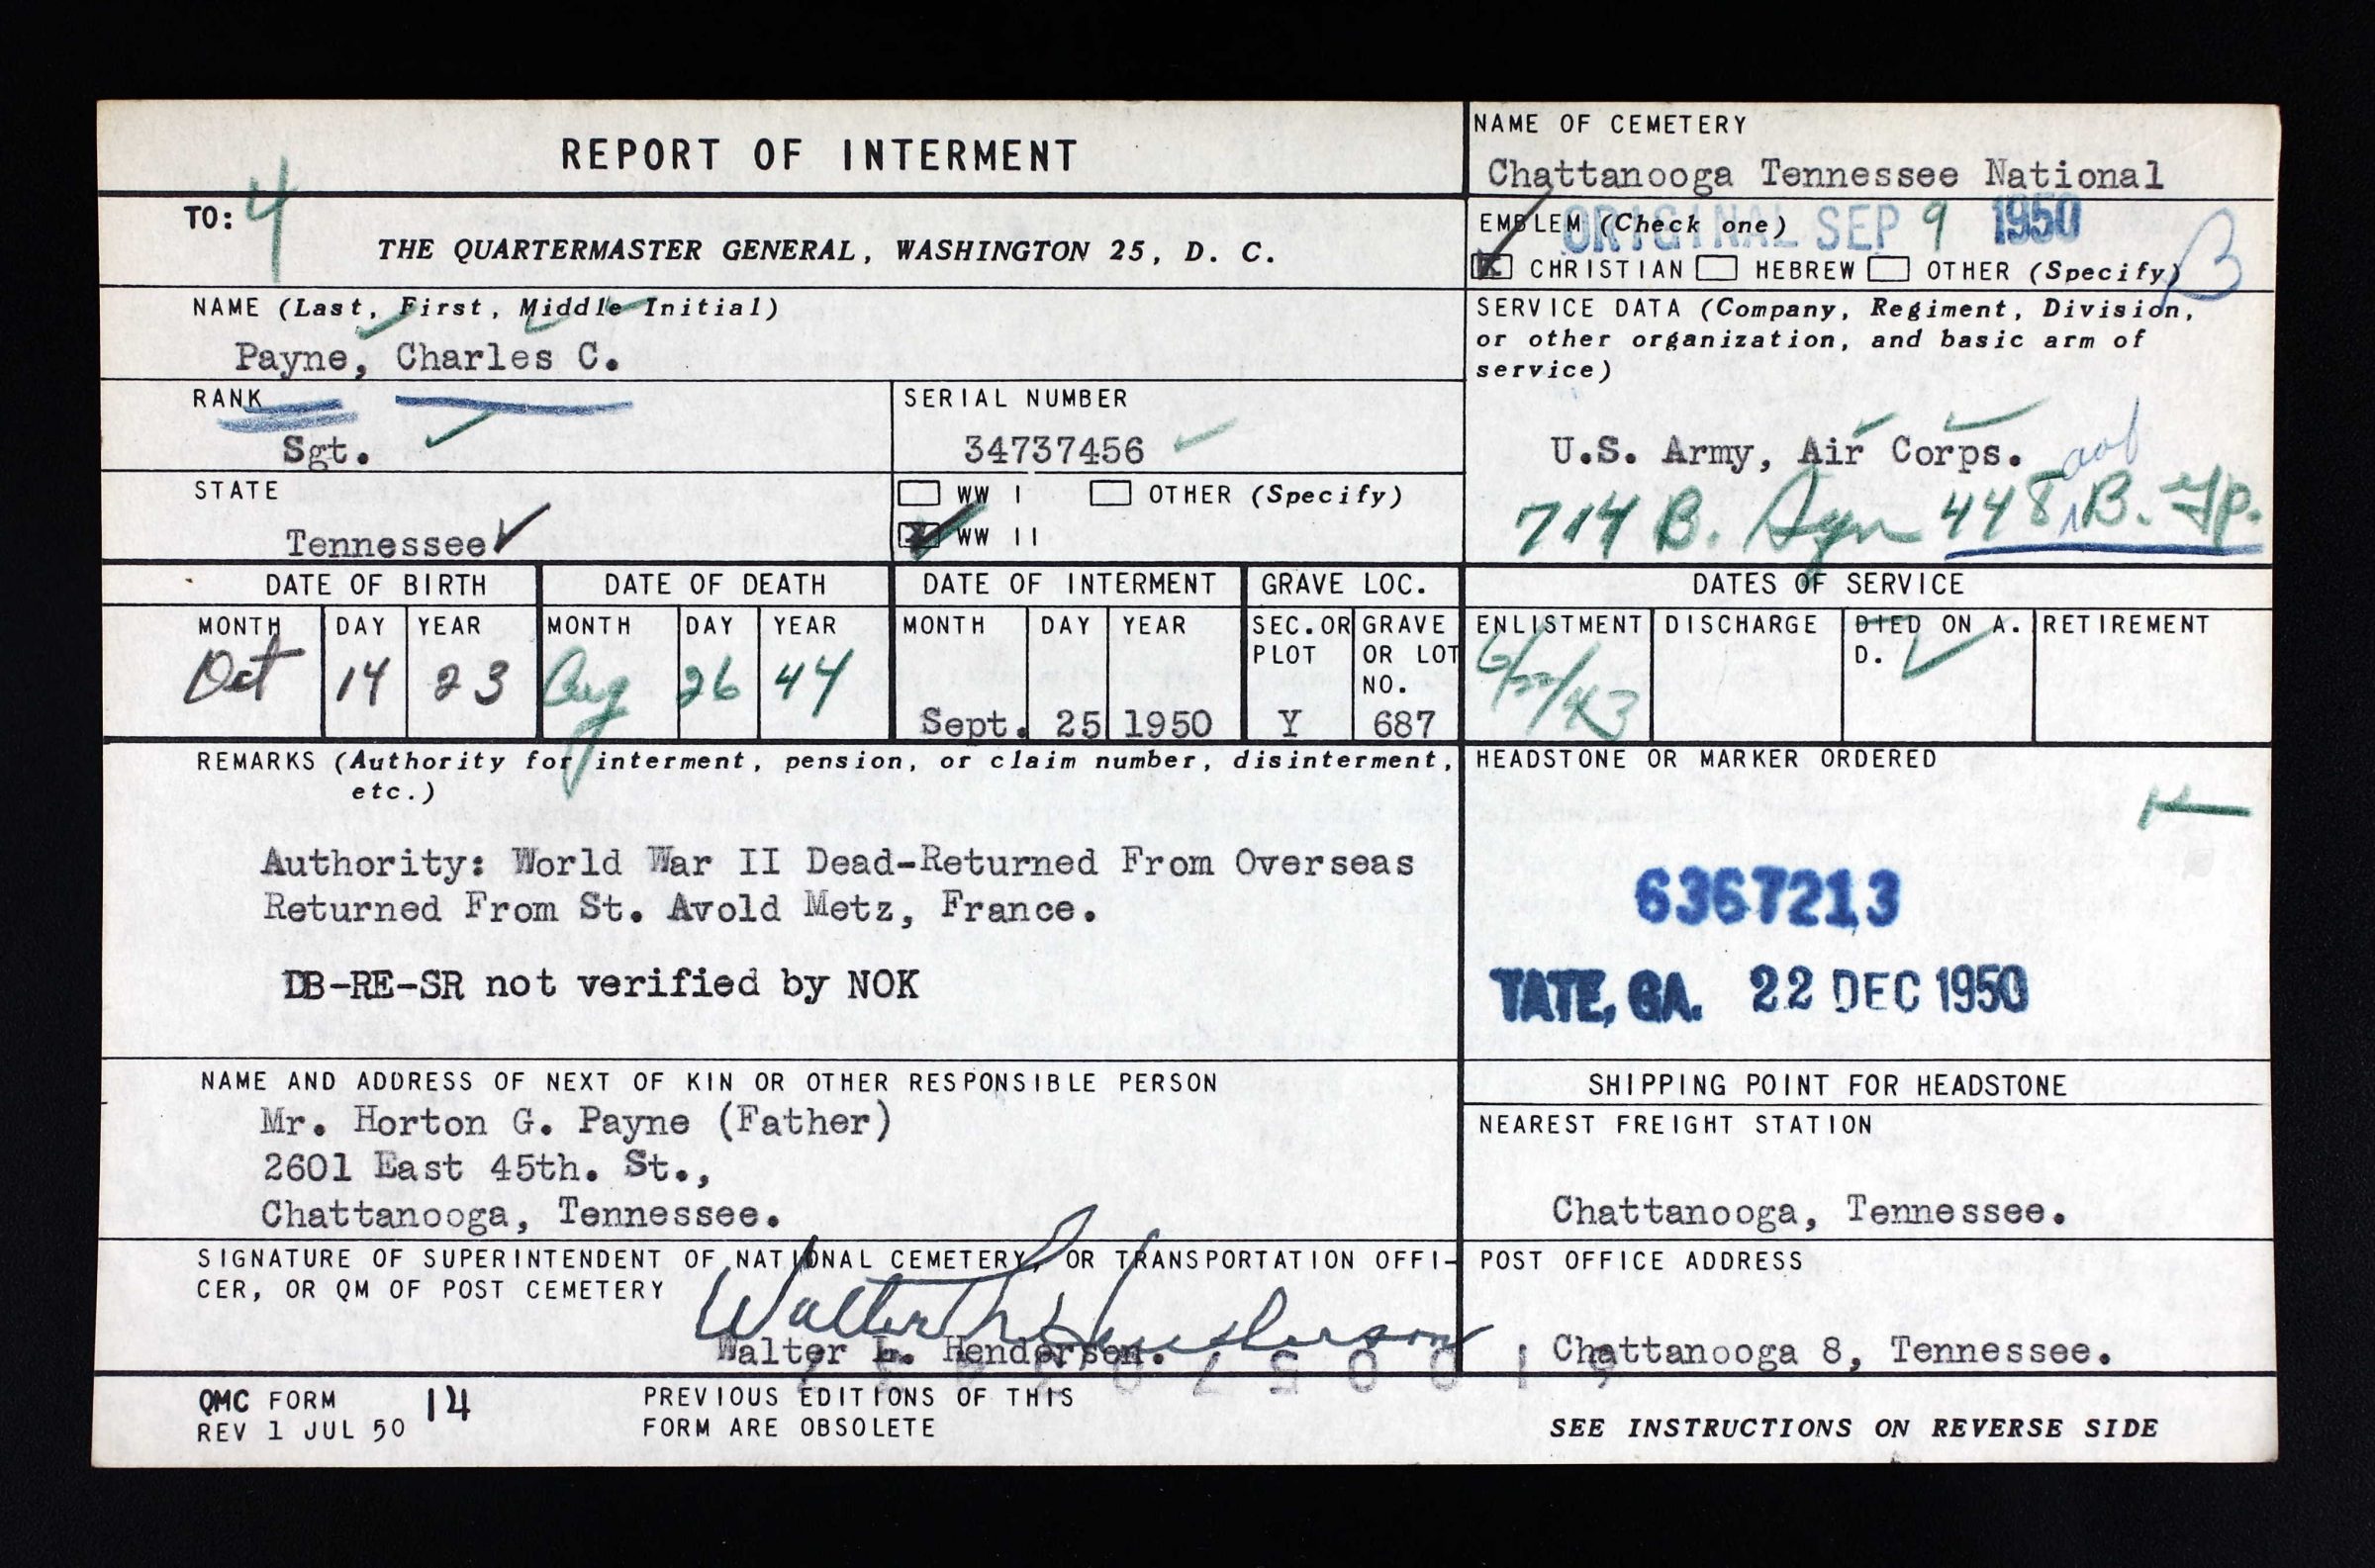 REPORT OF INTERMENT
NAME OF CEMETERY
Chattanooga Tennessee National
TO: 4
THE QUARTERMASTER GENERAL, WASHINGTON 25, D. C.
EMBLEM (Check one)
ORIGINAL SEP 9 1950
B
CHRISTIAN HEBREW OTHER (Specify)
NAME (Last, First, Middle Initial)
Payne, Charles C.
SERVICE DATA (Company, Regiment, Division,
or other organization, and basic arm of
service)
U.S. Army, Air Corps.
714 B. Sqn 448 B. Gp.
RANK
Sgt.
SERIAL NUMBER
34737456
STATE
Tennessee
WW I OTHER (Specify)
WW II
DATE OF BIRTH
MONTH DAY YEAR
Oct 14 23
DATE OF DEATH
MONTH DAY YEAR
Aug 26 44
DATE OF INTERMENT
MONTH DAY YEAR
Sept. 25 1950
GRAVE LOC.
SEC.OR PLOT
GRAVE OR LOT NO.
Y 687
DATES OF SERVICE
ENLISTMENT DISCHARGE DIED ON A. D. RETIREMENT
6/22/43
REMARKS (Authority for interment, pension, or claim number, disinterment,
etc.)
Authority: World War II Dead-Returned From Overseas
Returned From St. Avold Metz, France.
DB-RE-SR not verified by NOK
HEADSTONE OR MARKER ORDERED
6367213
TATE, GA. 22 DEC 1950
NAME AND ADDRESS OF NEXT OF KIN OR OTHER RESPONSIBLE PERSON
Mr. Horton G. Payne (Father)
2601 East 45th. St.,
Chattanooga, Tennessee.
SHIPPING POINT FOR HEADSTONE
NEAREST FREIGHT STATION
Chattanooga, Tennessee.
SIGNATURE OF SUPERINTENDENT OF NATIONAL CEMETERY, OR TRANSPORTATION OFFI-
CER, OR QM OF POST CEMETERY
Walter L. Henderson
Walter L. Henderson.
POST OFFICE ADDRESS
Chattanooga 8, Tennessee.
QMC FORM 14
REV 1 JUL 50
PREVIOUS EDITIONS OF THIS
FORM ARE OBSOLETE
SEE INSTRUCTIONS ON REVERSE SIDE